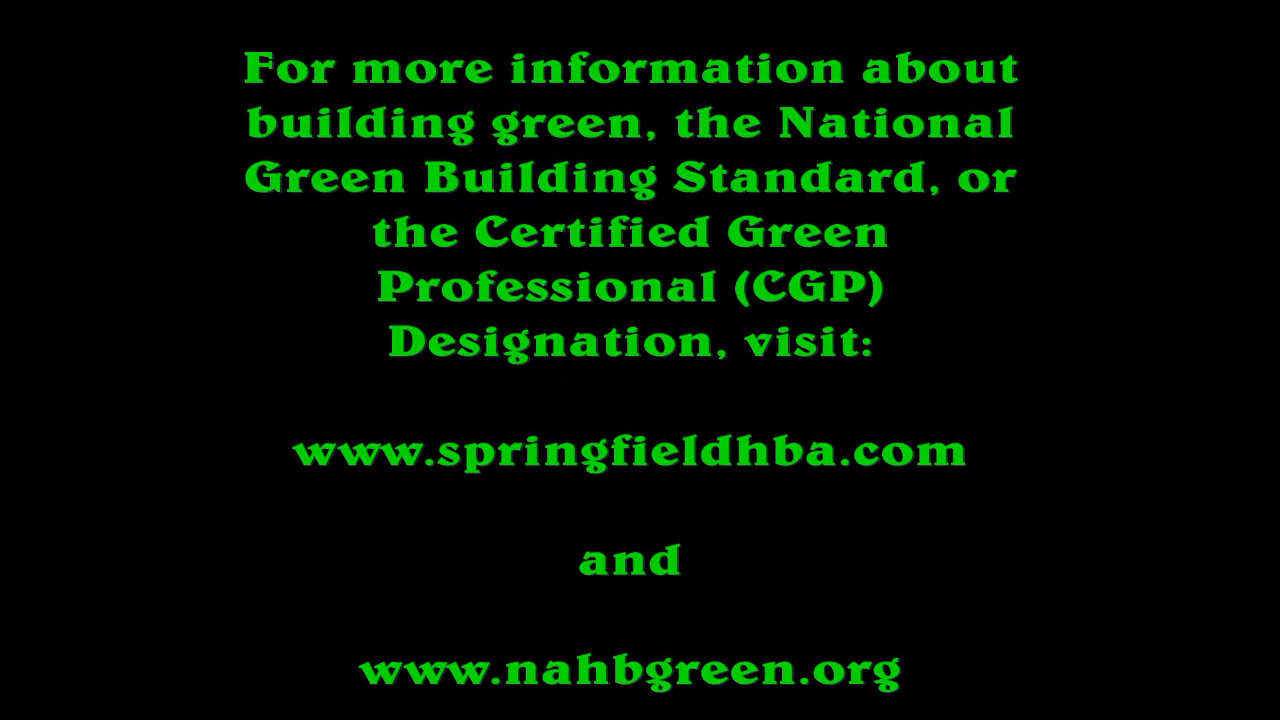 For more information about
building green, the National
Green Building Standard, or
the Certified Green
Professional (CGP)
Designation, visit:
www.springfieldhba.com
and
www.nahbgreen.org